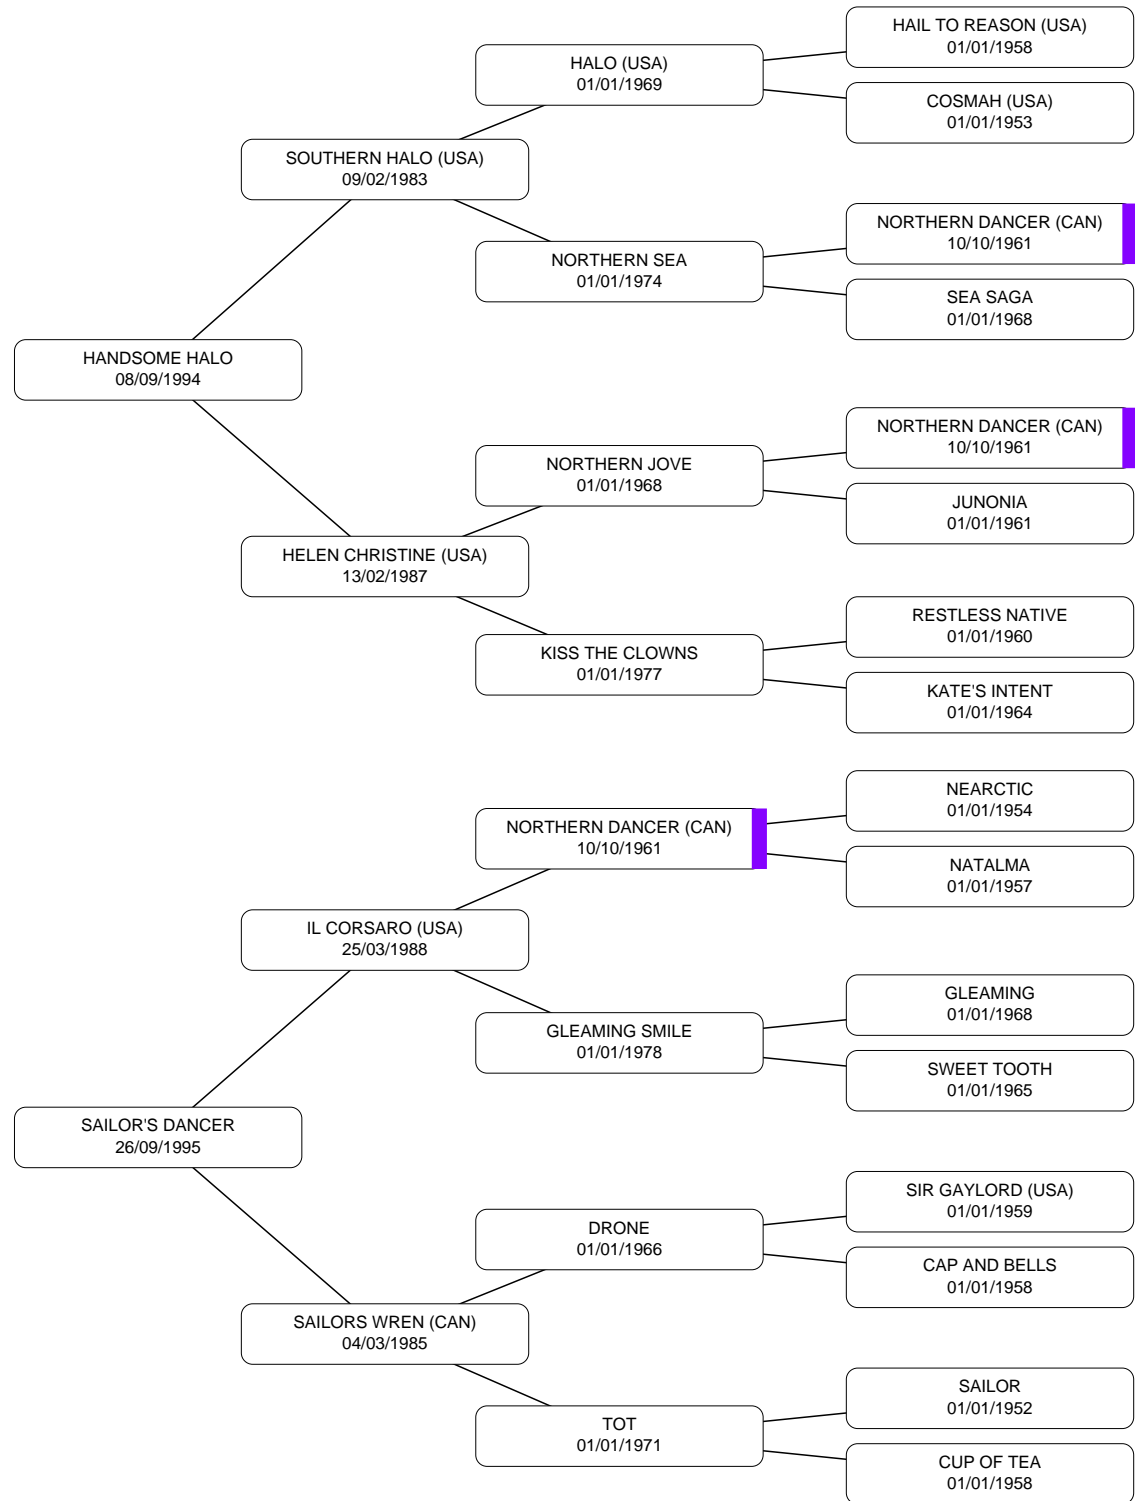 HAIL TO REASON (USA)
01/01/1958
HALO (USA)
01/01/1969
COSMAH (USA)
01/01/1953
SOUTHERN HALO (USA)
09/02/1983
NORTHERN DANCER (CAN)
10/10/1961
NORTHERN SEA
01/01/1974
SEA SAGA
01/01/1968
HANDSOME HALO
08/09/1994
NORTHERN DANCER (CAN)
10/10/1961
NORTHERN JOVE
01/01/1968
JUNONIA
01/01/1961
HELEN CHRISTINE (USA)
13/02/1987
RESTLESS NATIVE
01/01/1960
KISS THE CLOWNS
01/01/1977
KATE'S INTENT
01/01/1964
NEARCTIC
01/01/1954
NORTHERN DANCER (CAN)
10/10/1961
NATALMA
01/01/1957
IL CORSARO (USA)
25/03/1988
GLEAMING
01/01/1968
GLEAMING SMILE
01/01/1978
SWEET TOOTH
01/01/1965
SAILOR'S DANCER
26/09/1995
SIR GAYLORD (USA)
01/01/1959
DRONE
01/01/1966
CAP AND BELLS
01/01/1958
SAILORS WREN (CAN)
04/03/1985
SAILOR
01/01/1952
TOT
01/01/1971
CUP OF TEA
01/01/1958